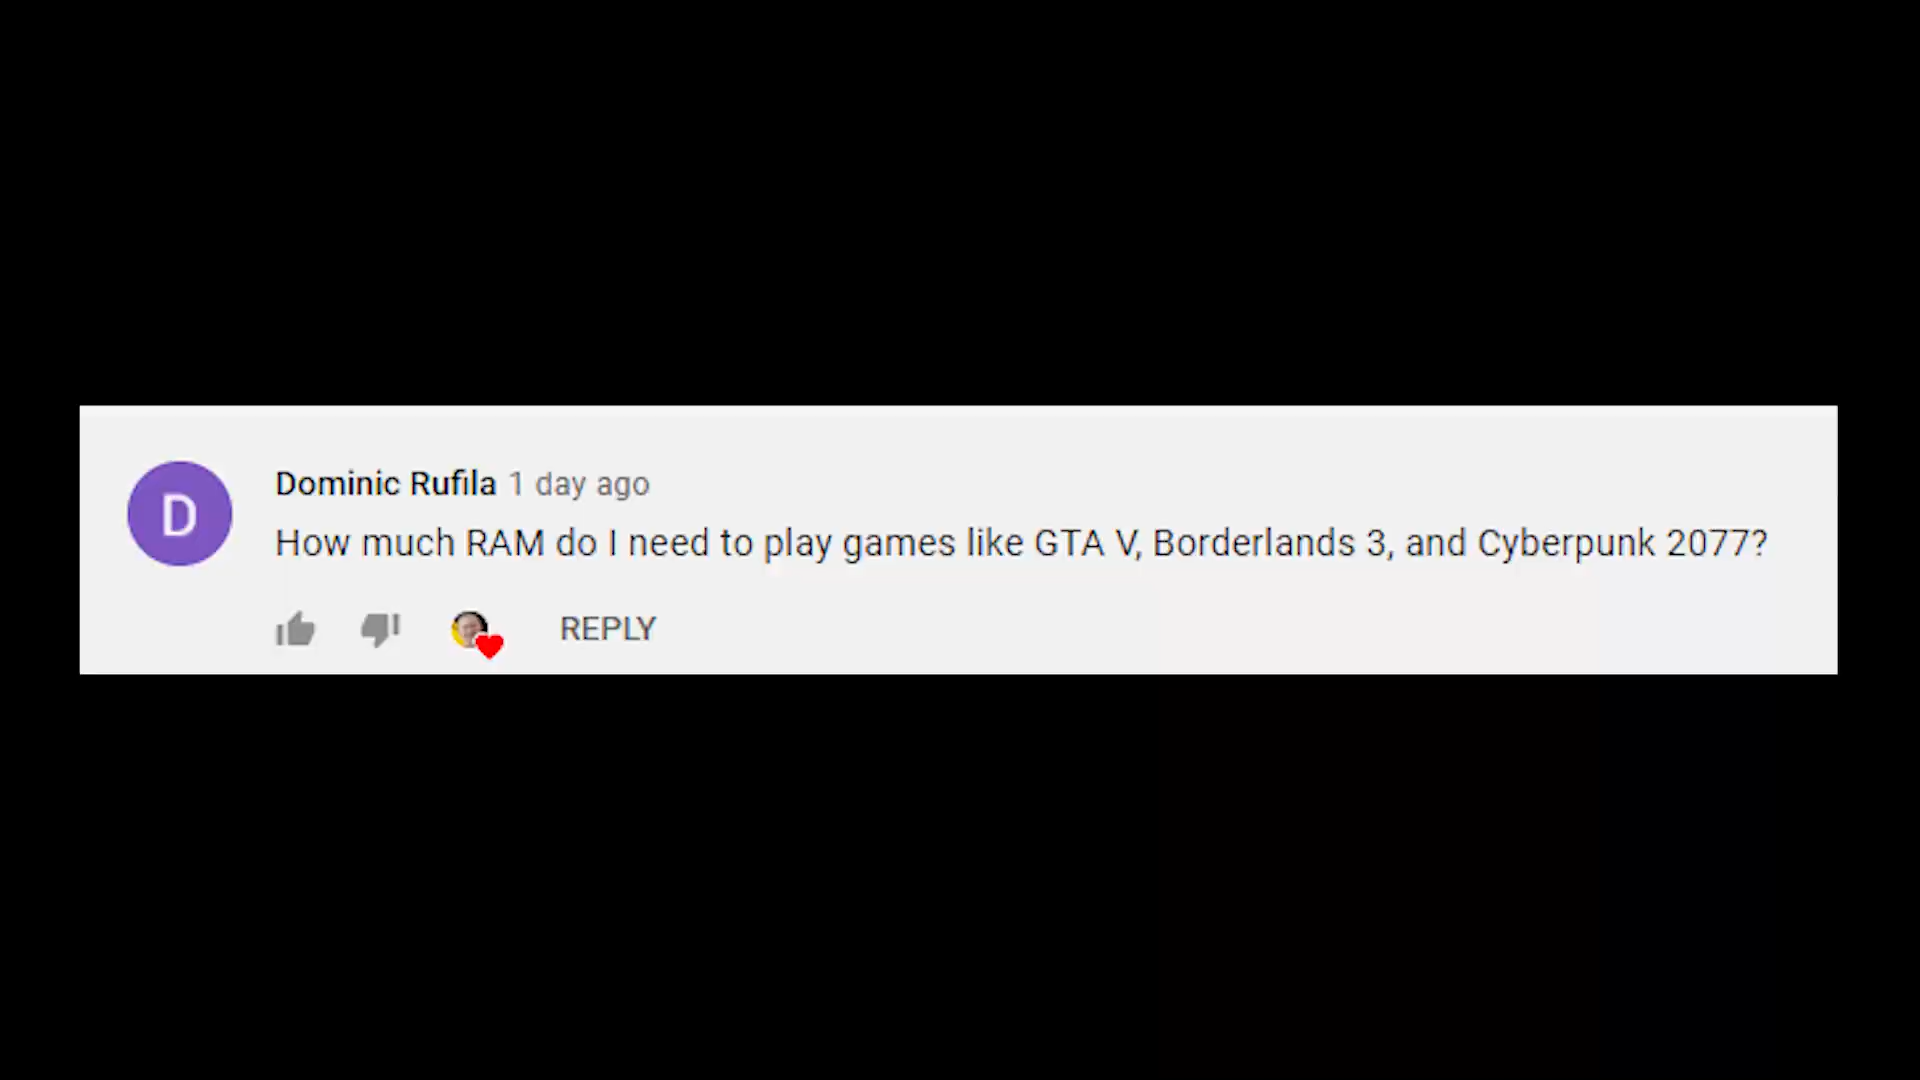 D
Dominic Rufila 1 day ago
How much RAM do I need to play games like GTA V, Borderlands 3, and Cyberpunk 2077?
REPLY